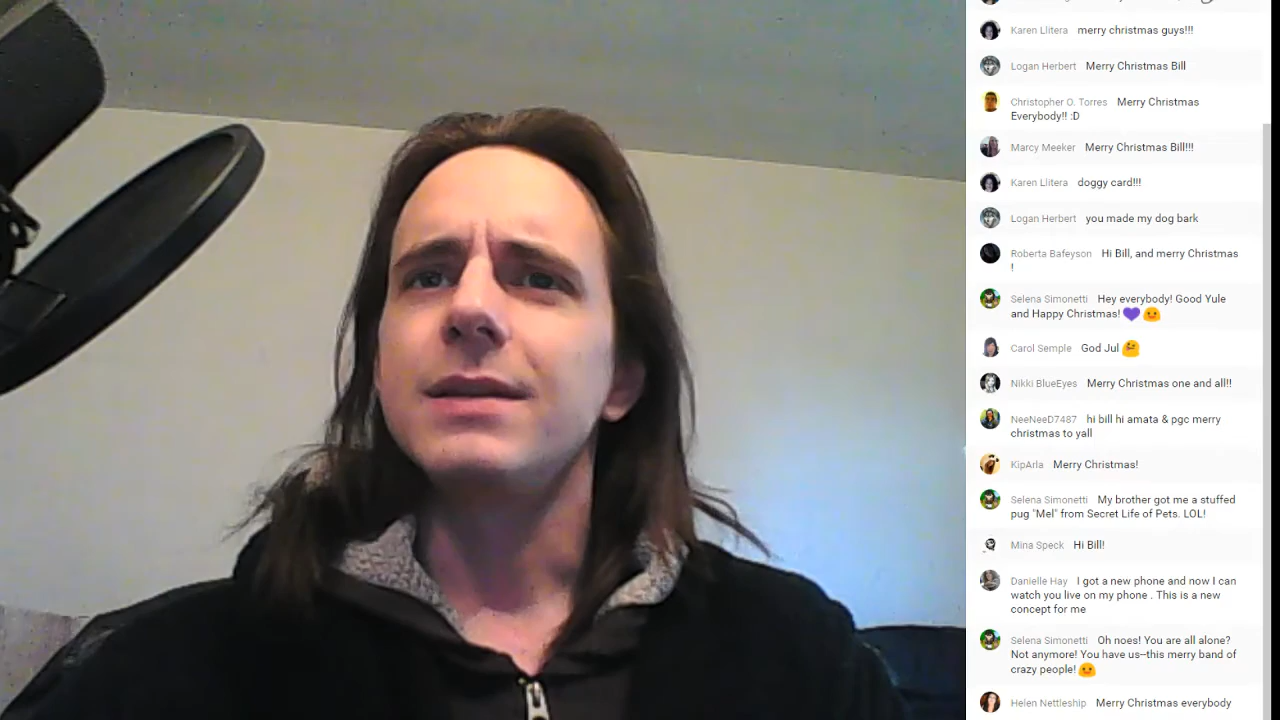 Karen Llitera merry christmas guys!!!
Logan Herbert Merry Christmas Bill
Christopher O. Torres Merry Christmas
Everybody!! :D
Marcy Meeker Merry Christmas Bill!!!
Karen Llitera doggy card!!!
Logan Herbert you made my dog bark
Roberta Bafeyson Hi Bill, and merry Christmas
!
Selena Simonetti Hey everybody! Good Yule
and Happy Christmas!
Carol Semple God Jul
Nikki BlueEyes Merry Christmas one and all!!
NeeNeeD7487 hi bill hi amata & pgc merry
christmas to yall
KipArla Merry Christmas!
Selena Simonetti My brother got me a stuffed
pug "Mel" from Secret Life of Pets. LOL!
Mina Speck Hi Bill!
Danielle Hay I got a new phone and now I can
watch you live on my phone . This is a new
concept for me
Selena Simonetti Oh noes! You are all alone?
Not anymore! You have us--this merry band of
crazy people!
Helen Nettleship Merry Christmas everybody